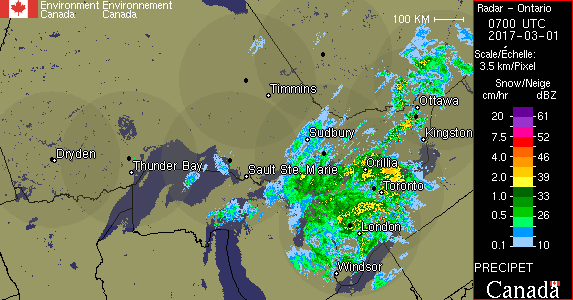 Environment Environnement
Canada Canada
100 KM
Radar - Ontario
0700 UTC
2017-03-01
Scale/Échelle:
3.5 km/Pixel
Snow/Neige
cm/hr dBZ
20 61
7.5 52
4.0 46
2.0 39
1.0 33
0.5 26
0.1 10
PRECIPET
Canada
Timmins
Ottawa
Sudbury
Kingston
Dryden
Thunder Bay
Sault Ste. Marie
Orillia
Toronto
London
Windsor